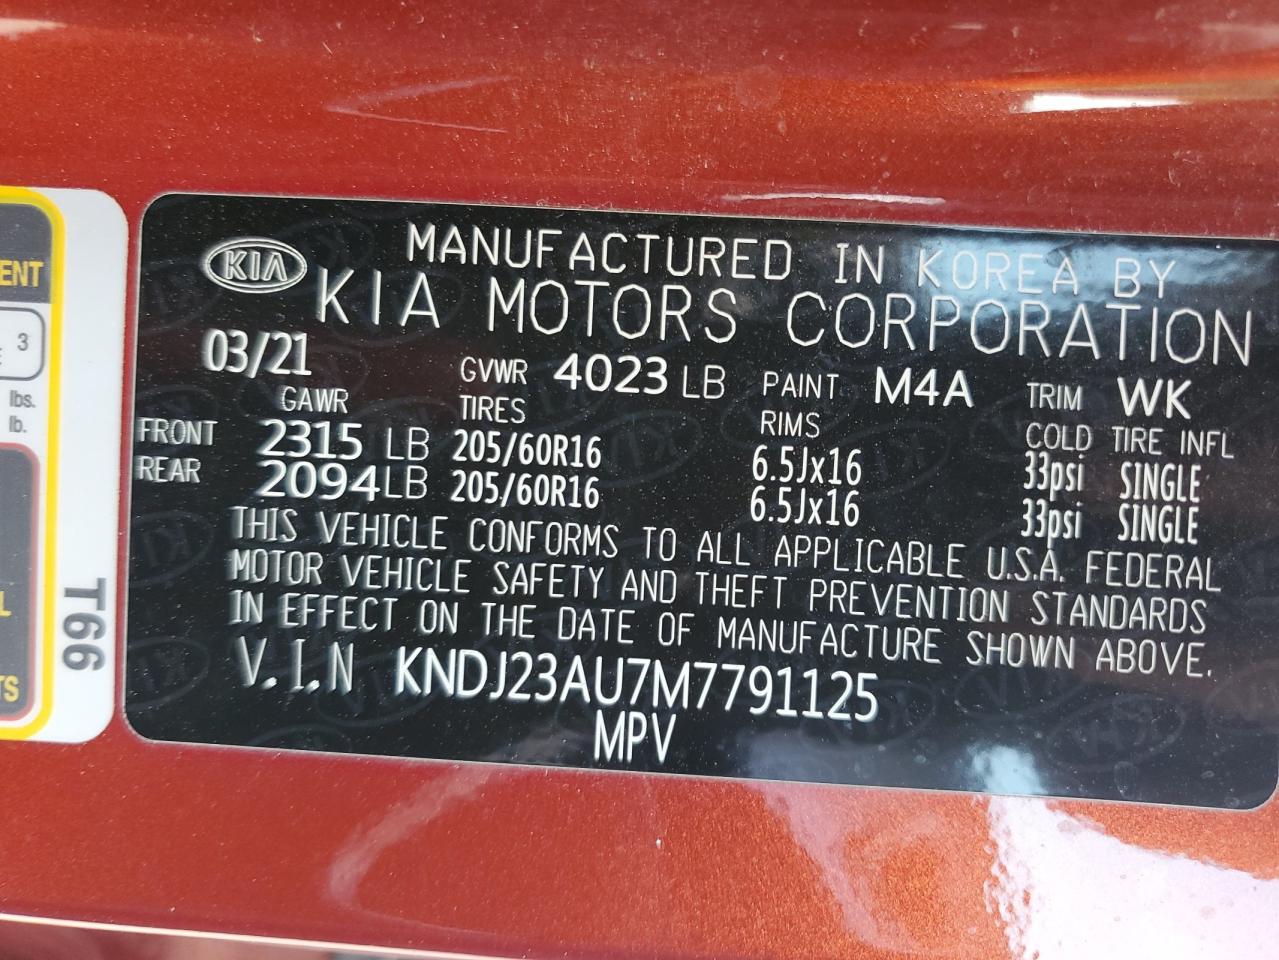 MANUFACTURED IN KOREA BY
KIA KIA MOTORS CORPORATION
03/21 GVWR 4023 LB PAINT M4A TRIM WK
GAWR TIRES RIMS COLD TIRE INFL
FRONT 2315 LB 205/60R16 6.5Jx16 33psi SINGLE
REAR 2094 LB 205/60R16 6.5Jx16 33psi SINGLE
THIS VEHICLE CONFORMS TO ALL APPLICABLE U.S.A. FEDERAL
MOTOR VEHICLE SAFETY AND THEFT PREVENTION STANDARDS
IN EFFECT ON THE DATE OF MANUFACTURE SHOWN ABOVE.
V.I.N KNDJ23AU7M7791125
MPV
ENT
3
lbs.
lb.
L
TS
T66